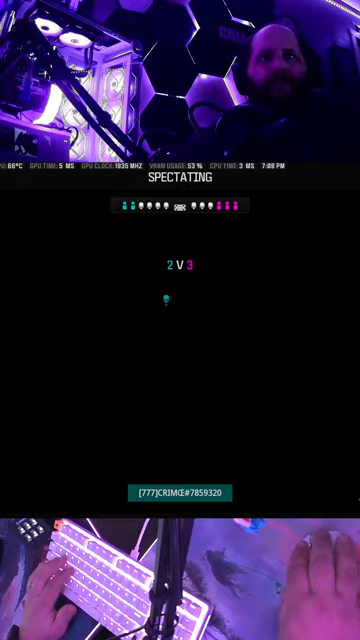 66°C GPU TIME: 5 MS GPU CLOCK: 1935 MHZ VRAM USAGE: 53 % CPU TIME: 3 MS 7:08 PM
SPECTATING
2 V 3
[777]CRIMŒ#7859320